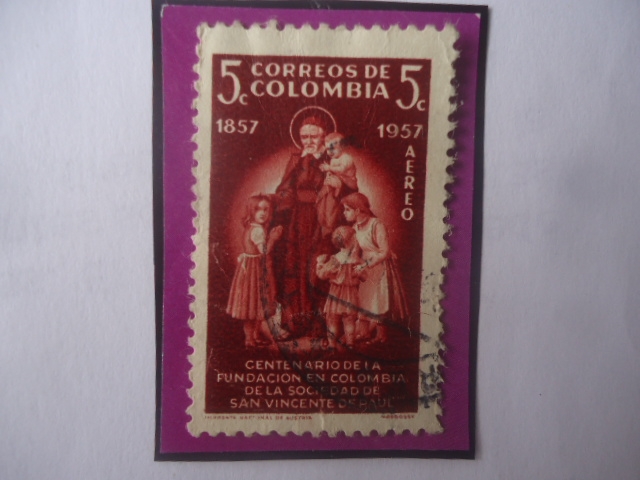 5c CORREOS DE COLOMBIA 5c
1857 1957
AEREO
CENTENARIO DE LA
FUNDACION EN COLOMBIA
DE LA SOCIEDAD DE
SAN VINCENTE DE PAUL